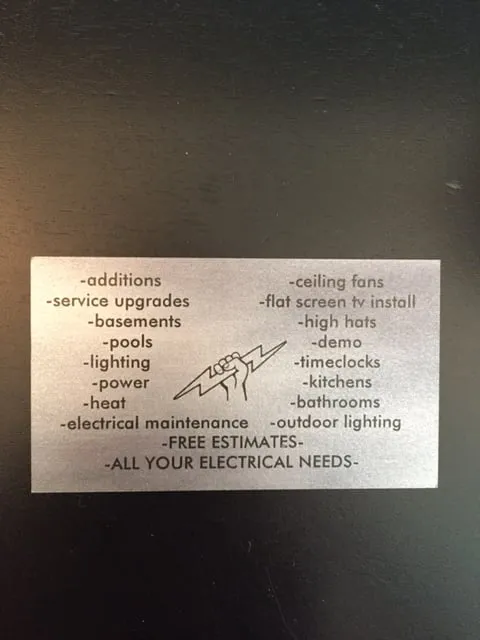 -additions
-service upgrades
-basements
-pools
-lighting
-power
-heat
-electrical maintenance
-ceiling fans
-flat screen tv install
-high hats
-demo
-timeclocks
-kitchens
-bathrooms
-outdoor lighting
-FREE ESTIMATES-
-ALL YOUR ELECTRICAL NEEDS-